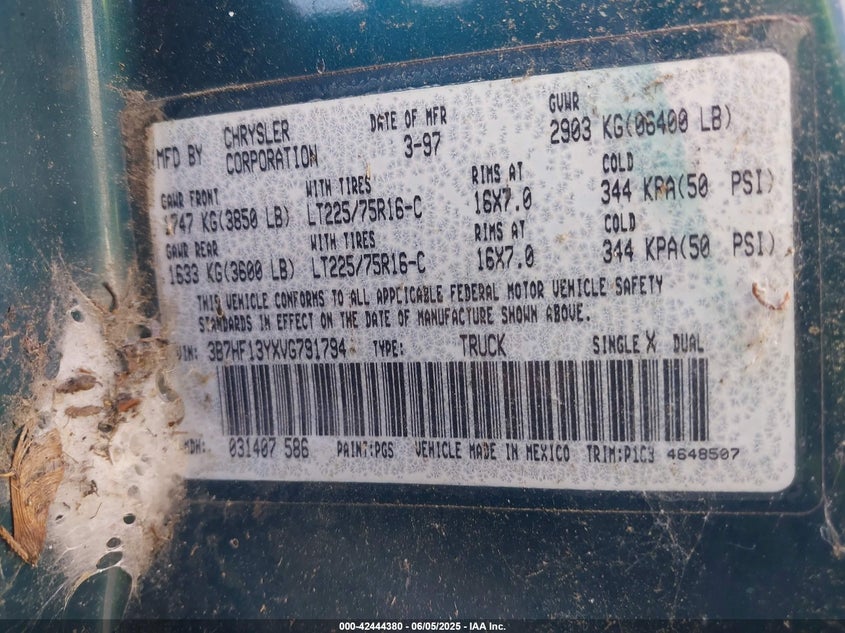 MFD BY CHRYSLER CORPORATION DATE OF MFR 3-97 GVWR 2903 KG(06400 LB)
GAWR FRONT WITH TIRES RIMS AT COLD
1747 KG(3850 LB) LT225/75R16-C 16X7.0 344 KPA(50 PSI)
GAWR REAR WITH TIRES RIMS AT COLD
1633 KG(3600 LB) LT225/75R16-C 16X7.0 344 KPA(50 PSI)
THIS VEHICLE CONFORMS TO ALL APPLICABLE FEDERAL MOTOR VEHICLE SAFETY
STANDARDS IN EFFECT ON THE DATE OF MANUFACTURE SHOWN ABOVE.
VIN: 3B7HF13YXVG791794 TYPE: TRUCK SINGLE X DUAL
MDH: 031407 586 PAINT:PGS VEHICLE MADE IN MEXICO TRIM:P1C3 4648507
000-42444380 - 06/05/2025 - IAA Inc.